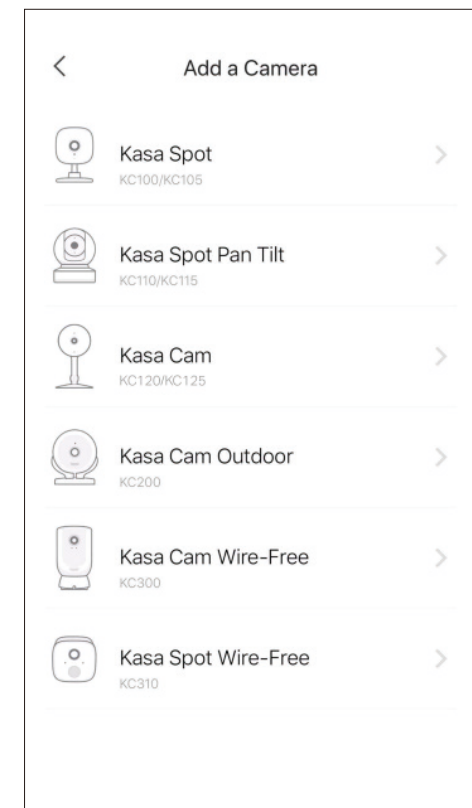 Add a Camera
Kasa Spot
KC100/KC105
Kasa Spot Pan Tilt
KC110/KC115
Kasa Cam
KC120/KC125
Kasa Cam Outdoor
KC200
Kasa Cam Wire-Free
KC300
Kasa Spot Wire-Free
KC310